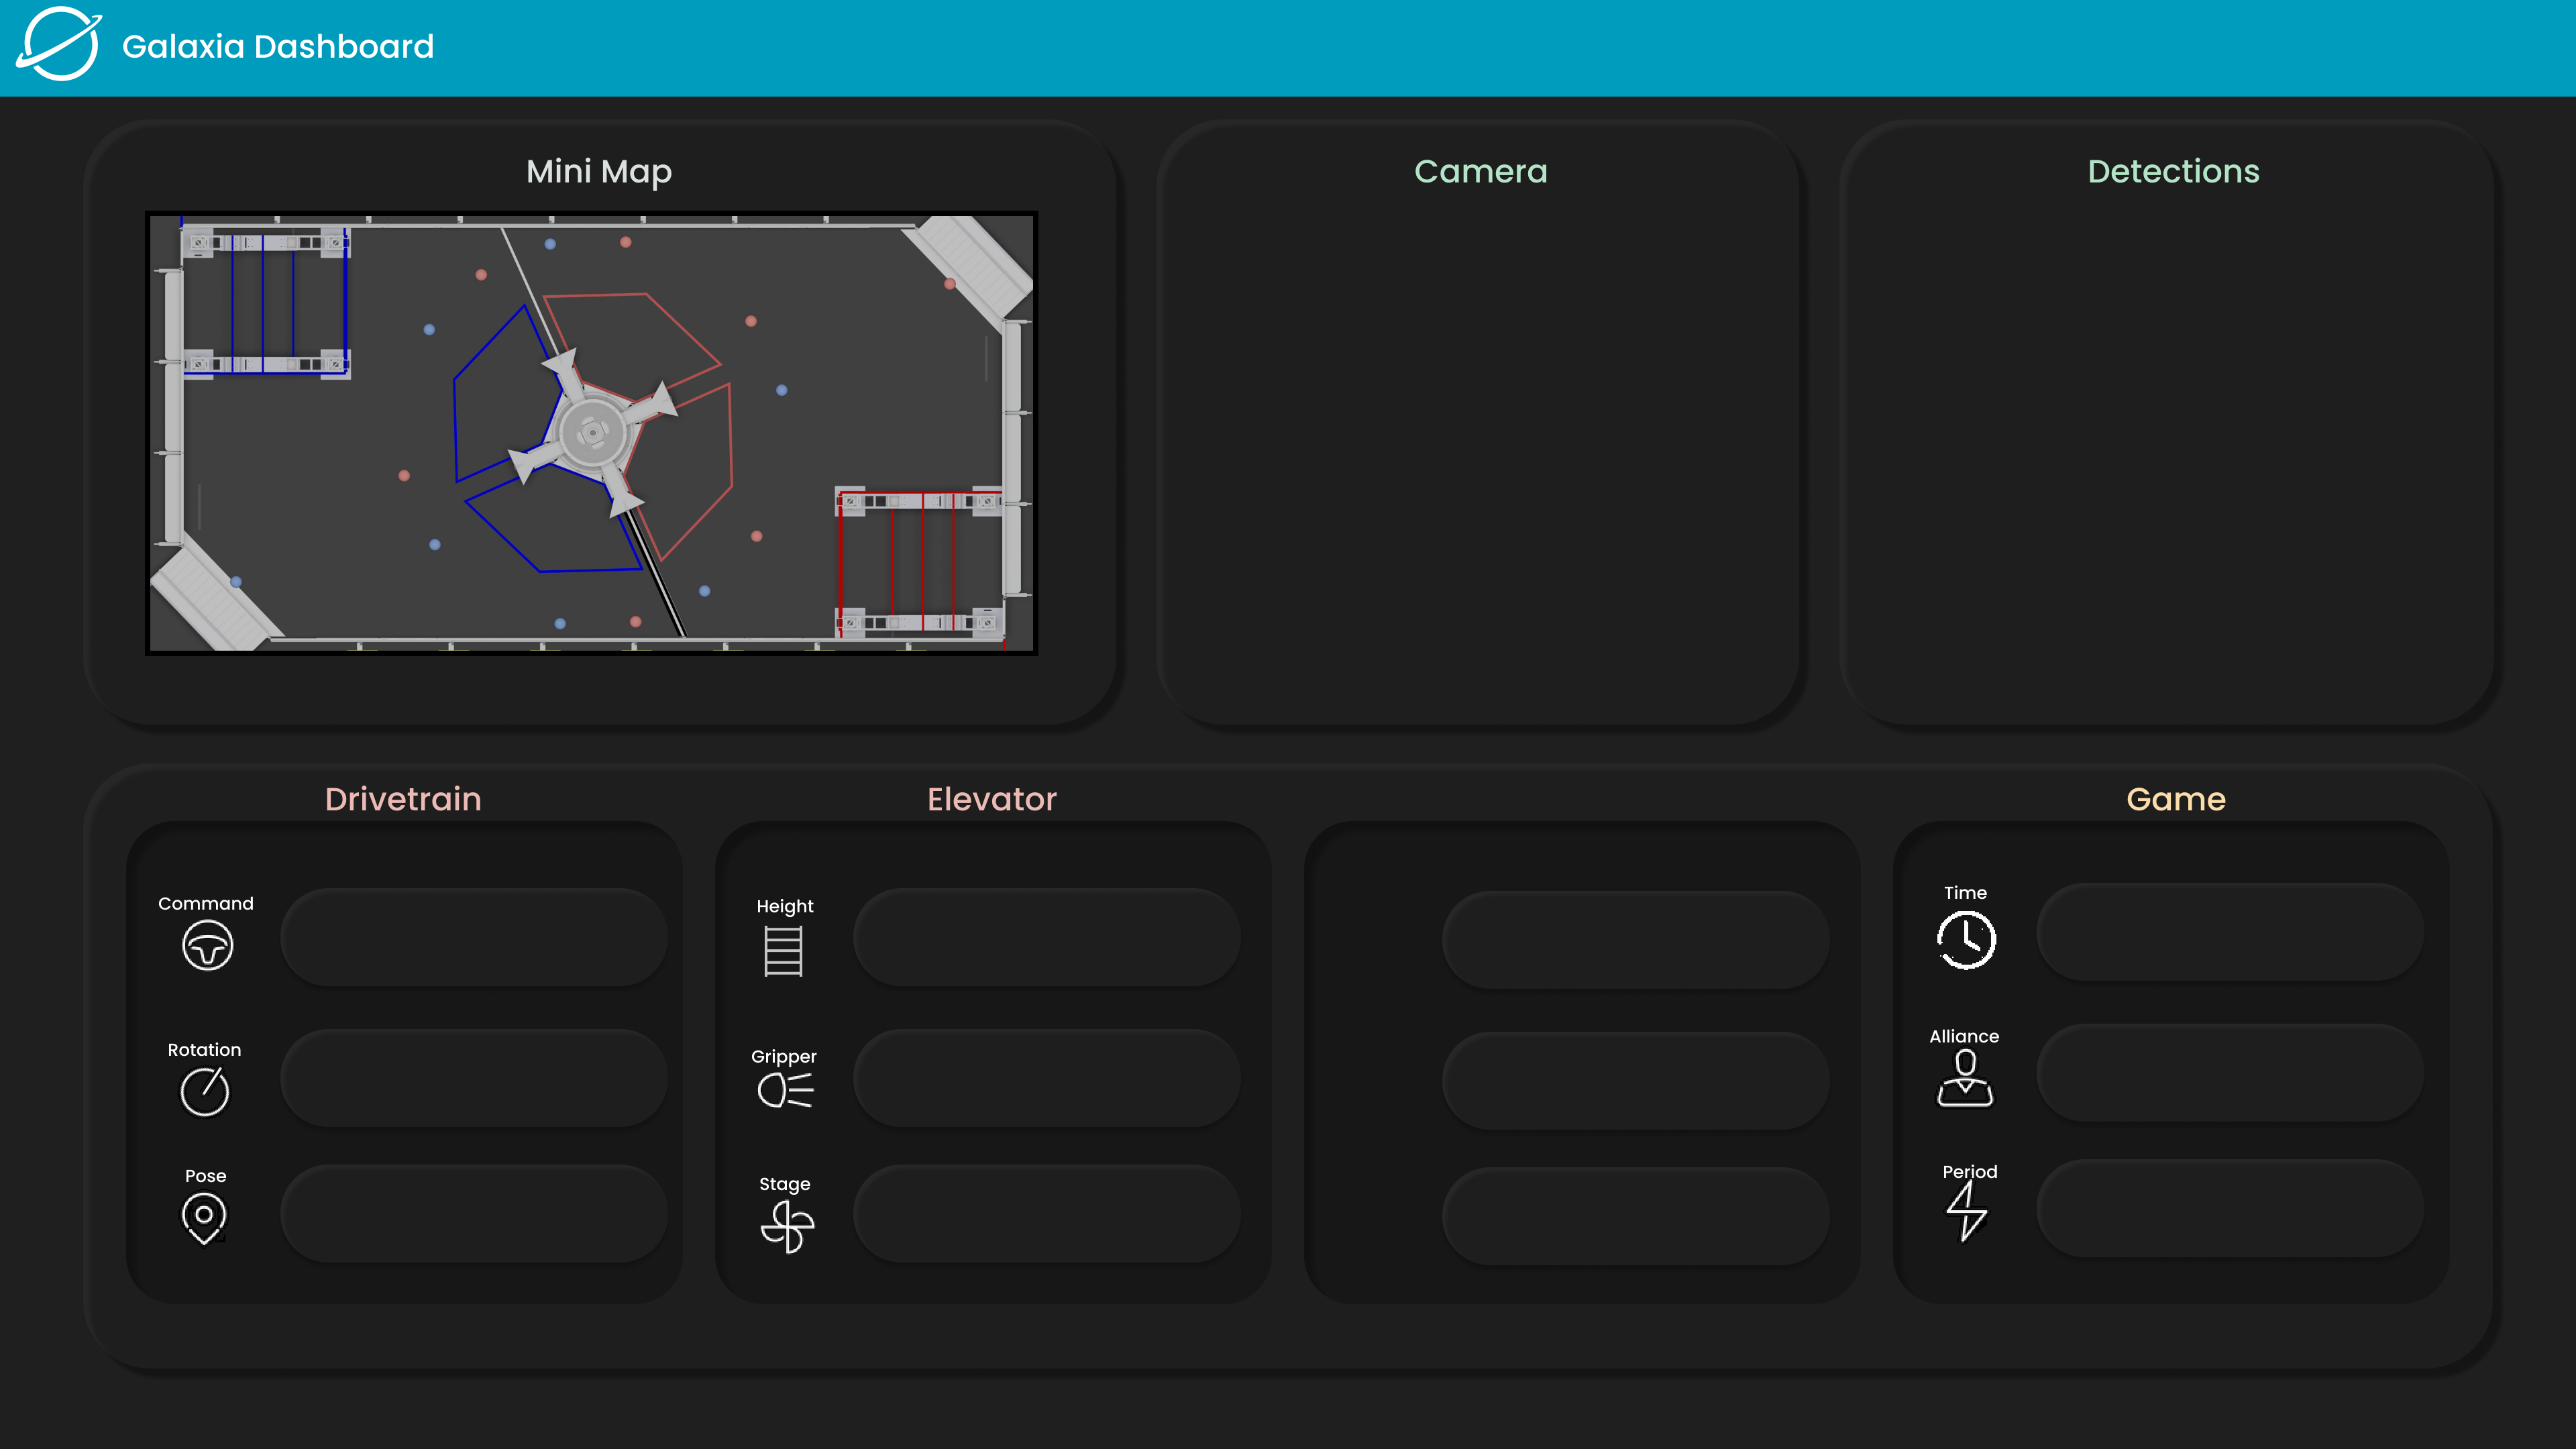 Galaxia Dashboard
Mini Map
Camera
Detections
Drivetrain
Elevator
Game
Command
Height
Time
Rotation
Gripper
Alliance
Pose
Stage
Period